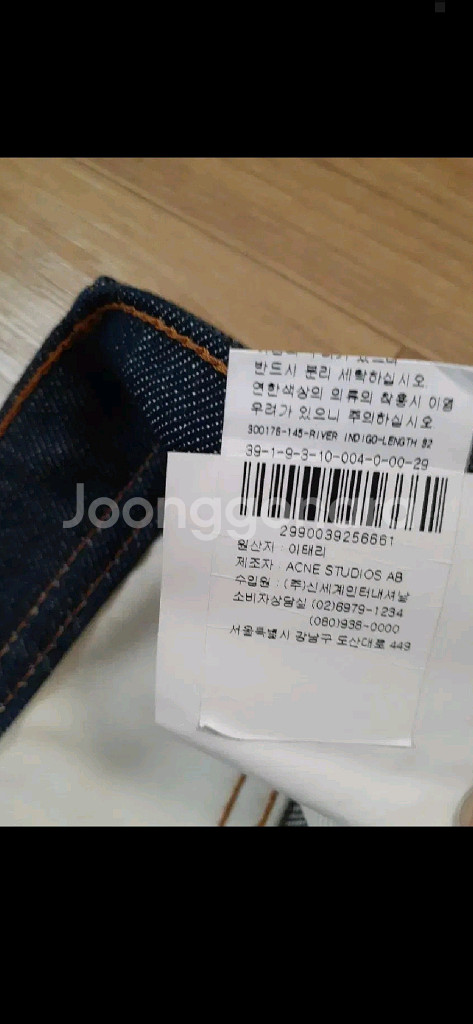 반드시 분리 세탁하십시오.
연한색상의 의류와 착용시 이염
우려가 있으니 주의하십시오
300176-145-RIVER INDIGO-LENGTH 32
39-1-9-3-10-004-0-00-29
2990039256661
원산지 : 이태리
제조자 : ACNE STUDIOS AB
수입원 : (주)신세계인터내셔날
소비자상담실 (02)6979-1234
(080)938-0000
서울특별시 강남구 도산대로 449
Joonggonara